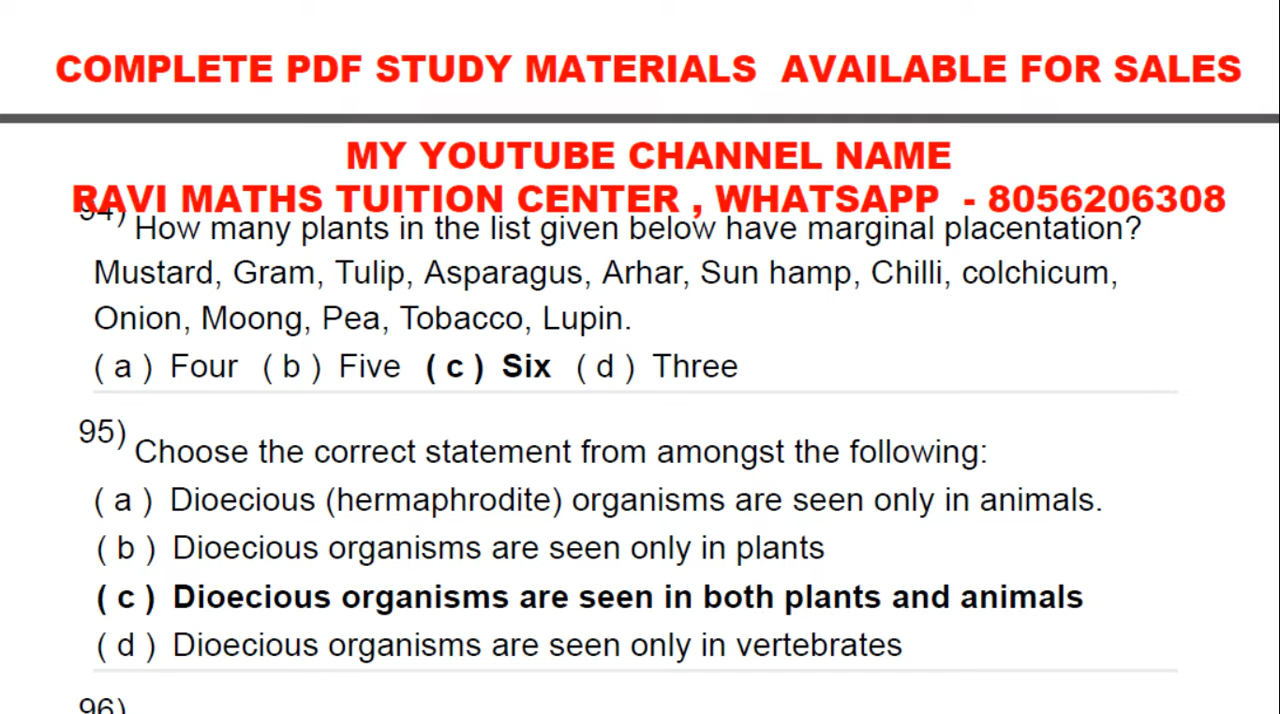 COMPLETE PDF STUDY MATERIALS AVAILABLE FOR SALES
MY YOUTUBE CHANNEL NAME
RAVI MATHS TUITION CENTER , WHATSAPP - 8056206308
94) How many plants in the list given below have marginal placentation?
Mustard, Gram, Tulip, Asparagus, Arhar, Sun hamp, Chilli, colchicum,
Onion, Moong, Pea, Tobacco, Lupin.
( a ) Four ( b ) Five ( c ) Six ( d ) Three
95) Choose the correct statement from amongst the following:
( a ) Dioecious (hermaphrodite) organisms are seen only in animals.
( b ) Dioecious organisms are seen only in plants
( c ) Dioecious organisms are seen in both plants and animals
( d ) Dioecious organisms are seen only in vertebrates
96)